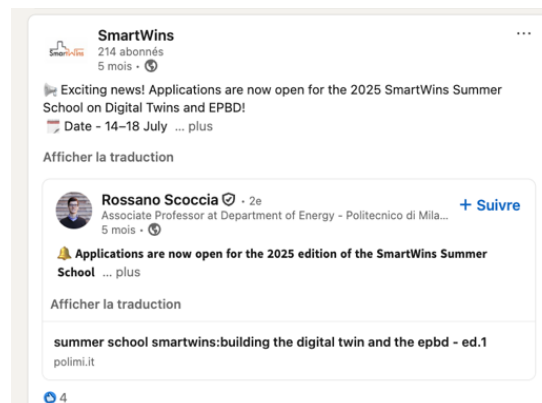 SmartWins
SmartWins
214 abonnés
5 mois •
📢 Exciting news! Applications are now open for the 2025 SmartWins Summer
School on Digital Twins and EPBD!
🗓️ Date - 14–18 July ... plus
Afficher la traduction
Rossano Scoccia • 2e
Associate Professor at Department of Energy - Politecnico di Mila...
5 mois •
+ Suivre
🔔 Applications are now open for the 2025 edition of the SmartWins Summer
School ... plus
Afficher la traduction
summer school smartwins:building the digital twin and the epbd - ed.1
polimi.it
4